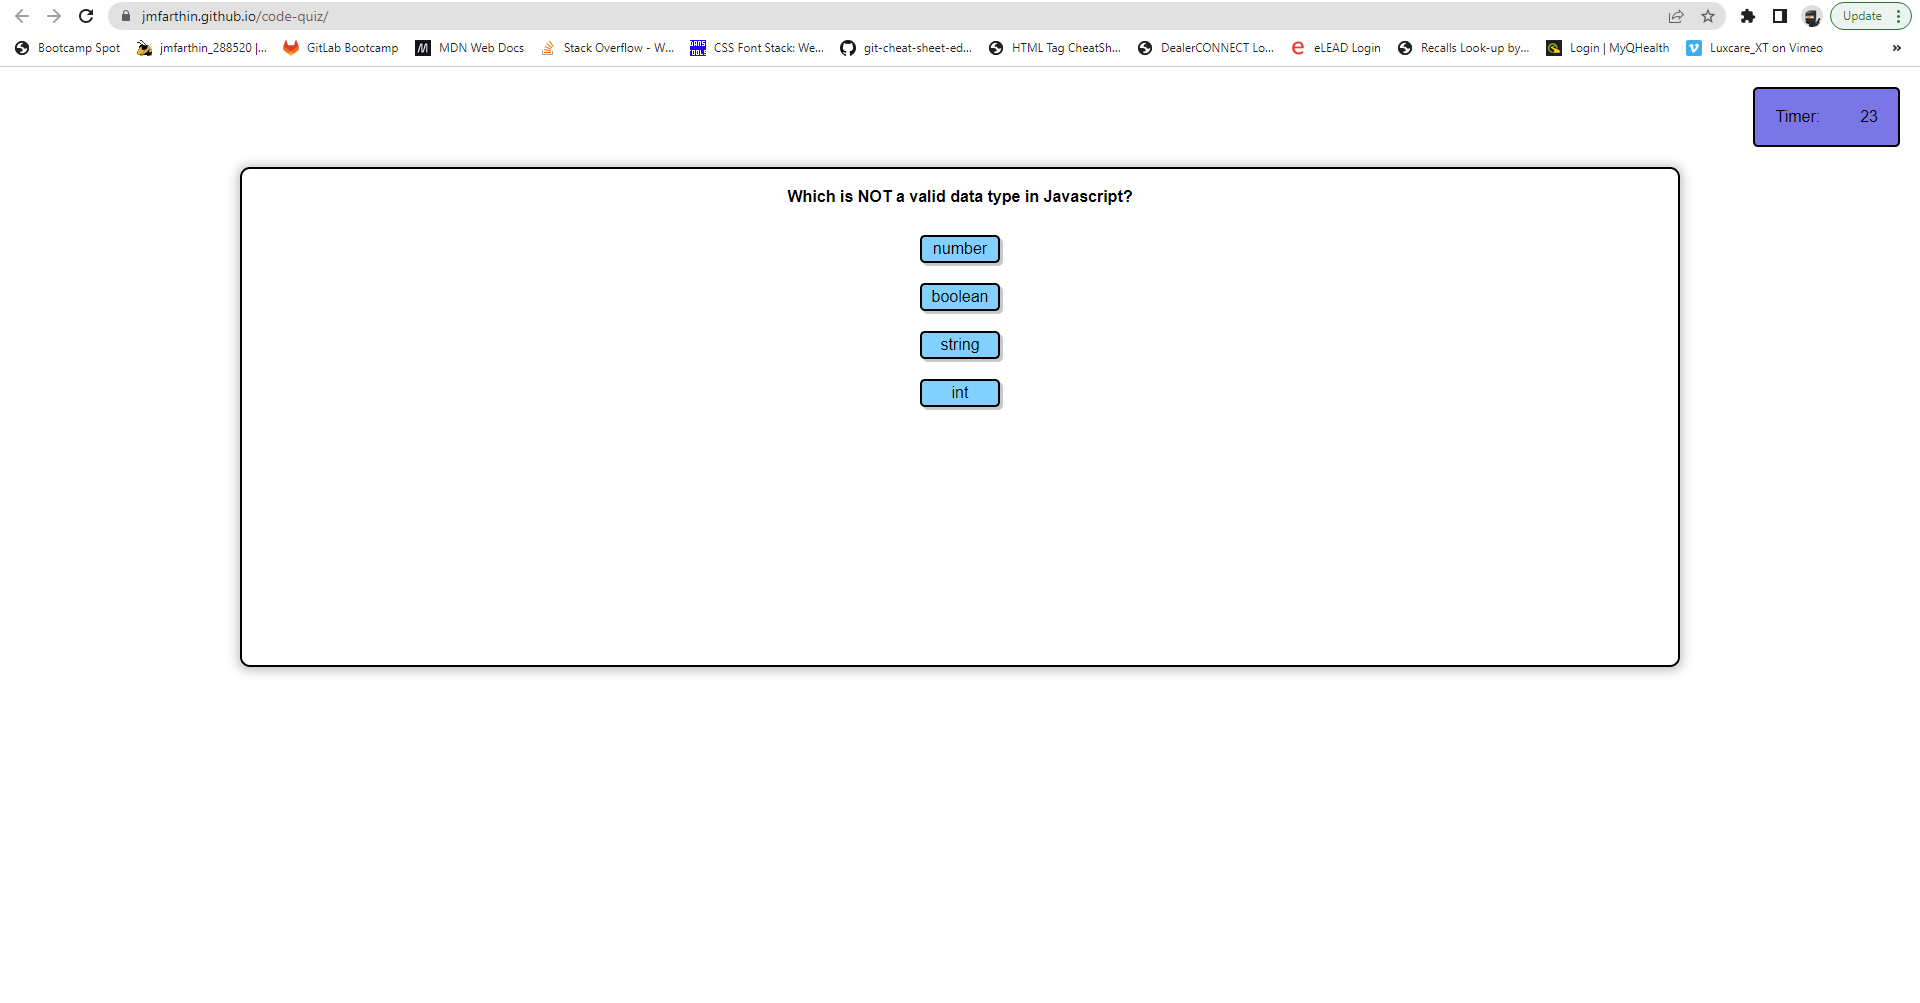 jmfarthin.github.io/code-quiz/
Update
Bootcamp Spot
jmfarthin_288520 |...
GitLab Bootcamp
MDN Web Docs
Stack Overflow - W...
CSS Font Stack: We...
git-cheat-sheet-ed...
HTML Tag CheatSh...
DealerCONNECT Lo...
eLEAD Login
Recalls Look-up by...
Login | MyQHealth
Luxcare_XT on Vimeo
»
Timer: 23
Which is NOT a valid data type in Javascript?
number
boolean
string
int